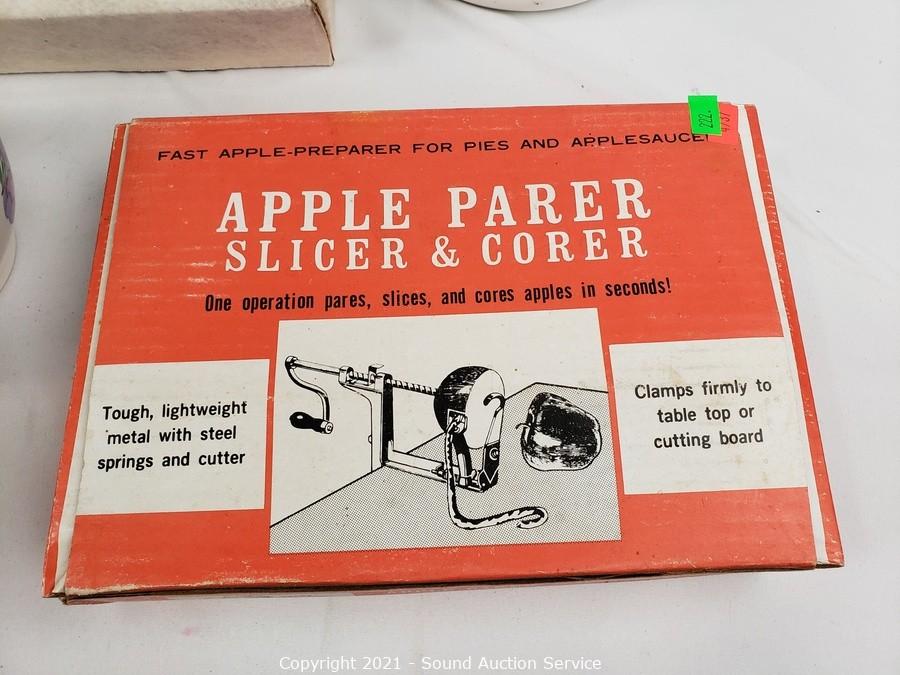 222.
4737
FAST APPLE-PREPARER FOR PIES AND APPLESAUCE!
APPLE PARER
SLICER & CORER
One operation pares, slices, and cores apples in seconds!
Tough, lightweight
metal with steel
springs and cutter
Clamps firmly to
table top or
cutting board
Copyright 2021 - Sound Auction Service